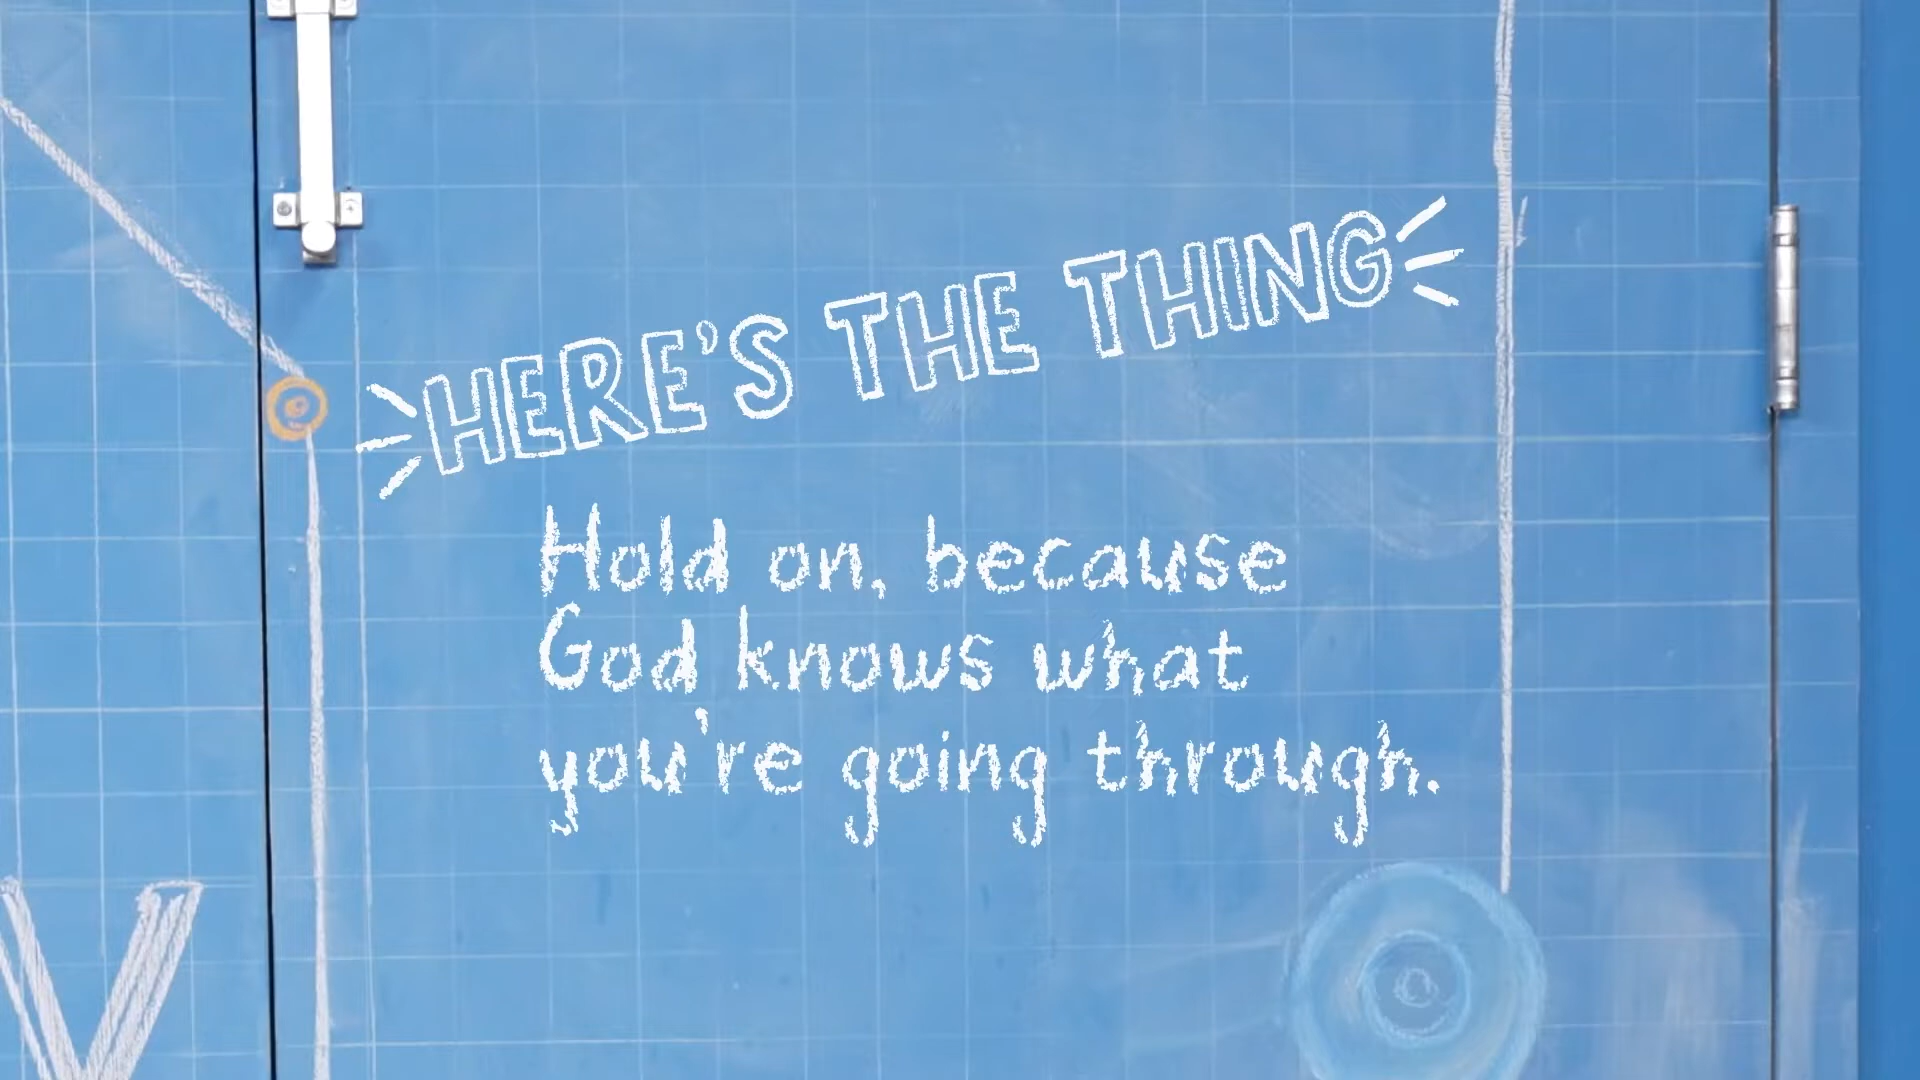 HERE'S THE THING
Hold on, because
God knows what
you're going through.